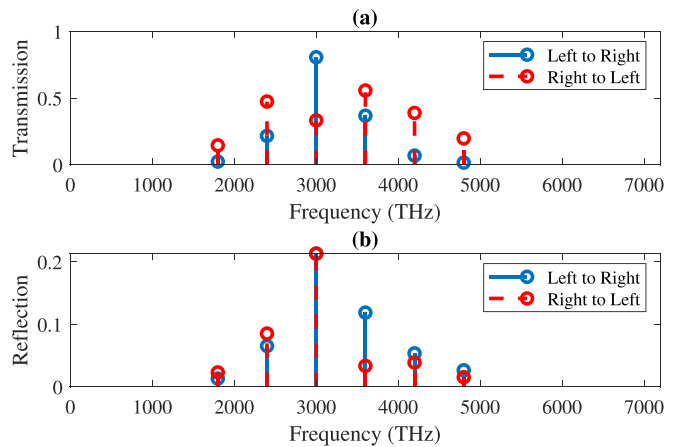 (a)
Transmission
1
0.5
0
Left to Right
Right to Left
0 1000 2000 3000 4000 5000 6000 7000
Frequency (THz)
(b)
Reflection
0.2
0.1
0
Left to Right
Right to Left
0 1000 2000 3000 4000 5000 6000 7000
Frequency (THz)